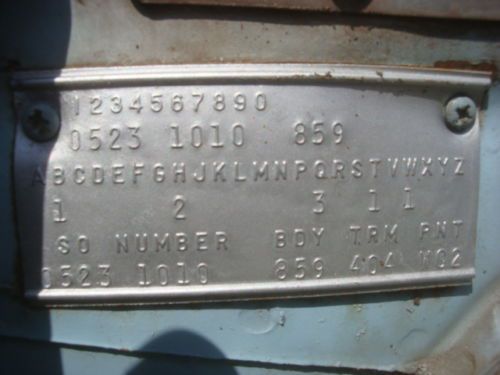 1234567890
0523 1010 859
ABCDEFGHJKLMNPQRSTVWXYZ
1 2 3 1 1
SO NUMBER BDY TRM PNT
0523 1010 859 404